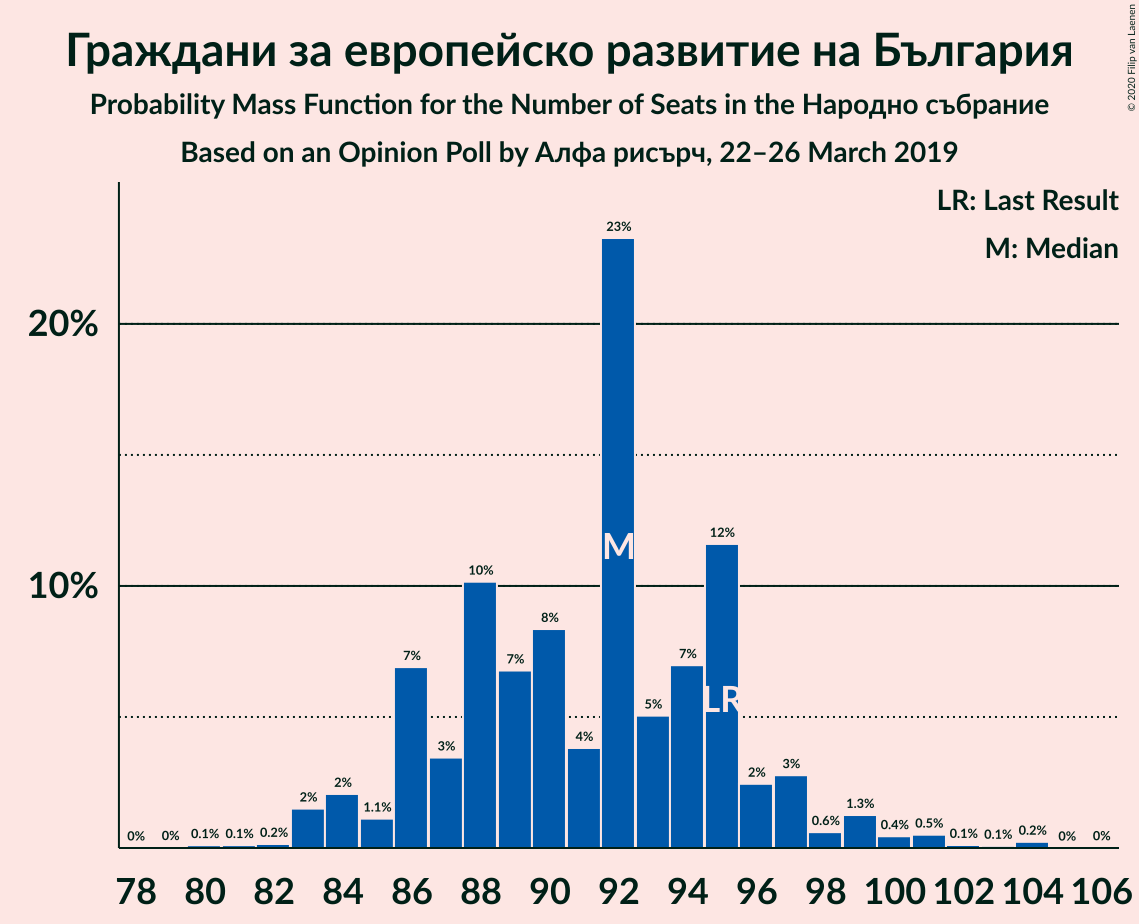 Граждани за европейско развитие на България
Probability Mass Function for the Number of Seats in the Народно събрание
Based on an Opinion Poll by Алфа рисърч, 22–26 March 2019
© 2020 Filip van Laenen
LR: Last Result
M: Median
20%
10%
0% 0% 0.1% 0.1% 0.2% 2% 2% 1.1% 7% 3% 10% 7% 8% 4% 23% 5% 7% 12% 2% 3% 0.6% 1.3% 0.4% 0.5% 0.1% 0.1% 0.2% 0% 0%
M
LR
78 80 82 84 86 88 90 92 94 96 98 100 102 104 106